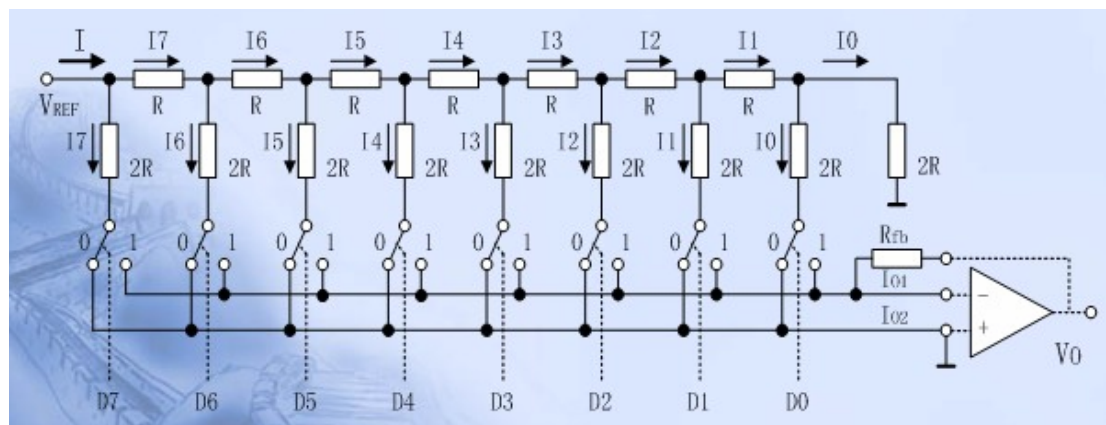 I I7 I6 I5 I4 I3 I2 I1 I0
VREF R R R R R R R
I7 I6 I5 I4 I3 I2 I1 I0
2R 2R 2R 2R 2R 2R 2R 2R 2R
0 1 0 1 0 1 0 1 0 1 0 1 0 1 0 1 Rfb
IO1 −
IO2 +
VO
D7 D6 D5 D4 D3 D2 D1 D0